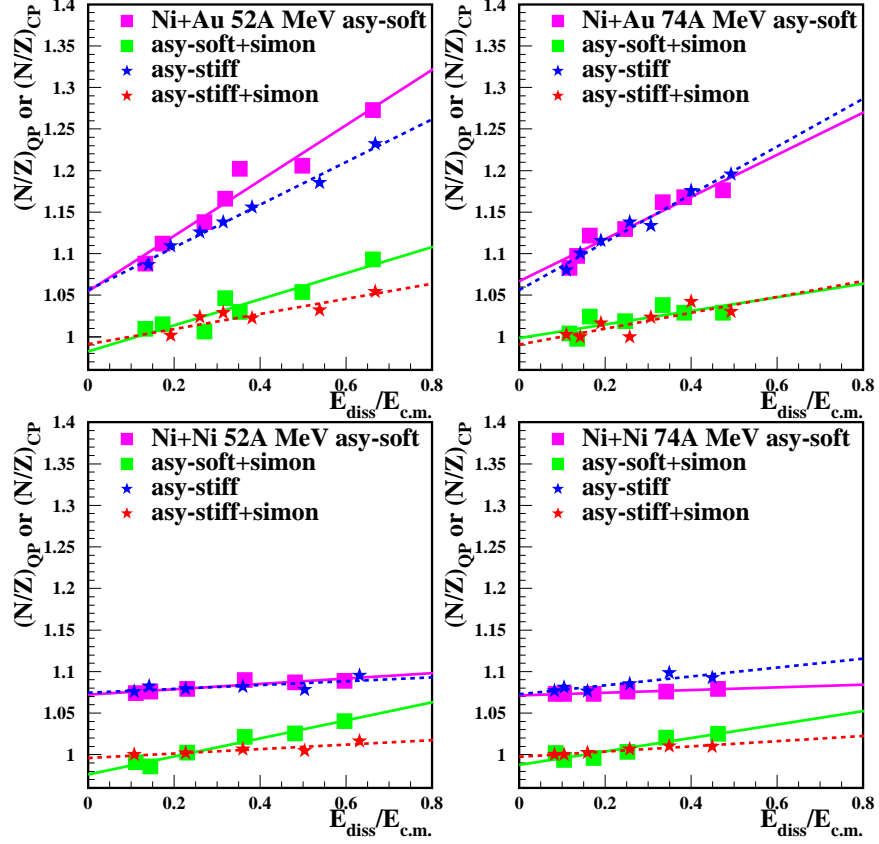 (N/Z)QP or (N/Z)CP
1.4
1.35
1.3
1.25
1.2
1.15
1.1
1.05
1
Ni+Au 52A MeV asy-soft
asy-soft+simon
asy-stiff
asy-stiff+simon
0 0.2 0.4 0.6 0.8
Ediss/Ec.m.
(N/Z)QP or (N/Z)CP
1.4
1.35
1.3
1.25
1.2
1.15
1.1
1.05
1
Ni+Au 74A MeV asy-soft
asy-soft+simon
asy-stiff
asy-stiff+simon
0 0.2 0.4 0.6 0.8
Ediss/Ec.m.
(N/Z)QP or (N/Z)CP
1.4
1.35
1.3
1.25
1.2
1.15
1.1
1.05
1
Ni+Ni 52A MeV asy-soft
asy-soft+simon
asy-stiff
asy-stiff+simon
0 0.2 0.4 0.6 0.8
Ediss/Ec.m.
(N/Z)QP or (N/Z)CP
1.4
1.35
1.3
1.25
1.2
1.15
1.1
1.05
1
Ni+Ni 74A MeV asy-soft
asy-soft+simon
asy-stiff
asy-stiff+simon
0 0.2 0.4 0.6 0.8
Ediss/Ec.m.